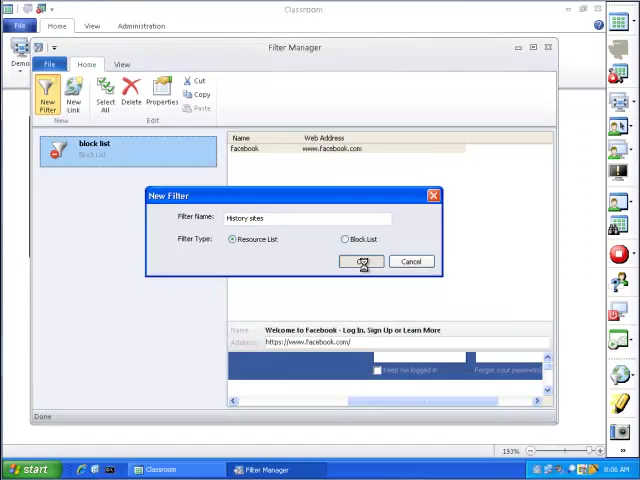 Classroom
File Home View Administration
Demo
Filter Manager
File Home View
New Filter
New Link
Select All
Delete
Properties
Cut
Copy
Paste
New
Edit
block list
Block List
Name Web Address
facebook www.facebook.com
New Filter
Filter Name: History sites
Filter Type: Resource List Block List
Cancel
Name: Welcome to Facebook - Log In, Sign Up or Learn More
Address: https://www.facebook.com/
Keep me logged in Forgot your password
Done
193%
start Classroom Filter Manager 8:06 AM